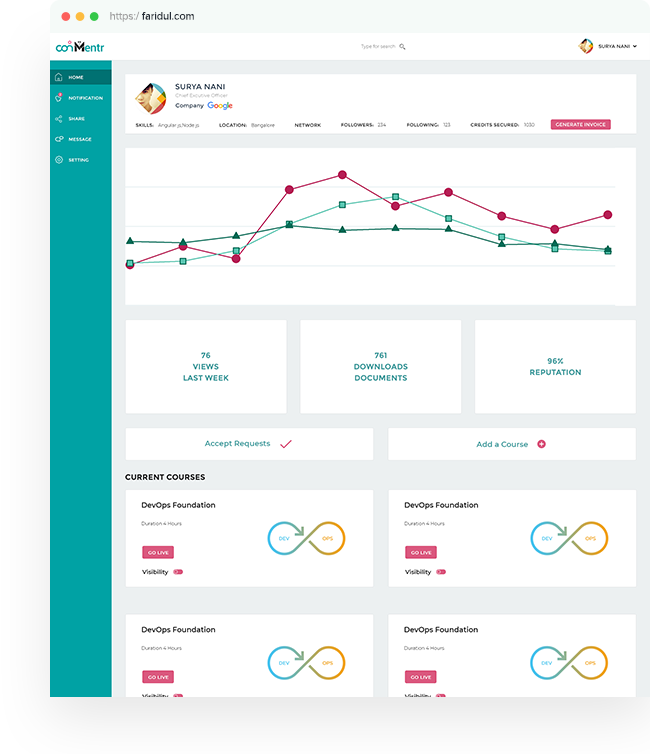 https:/ faridul.com
conMentr
Type for search
SURYA NANI
HOME
NOTIFICATION
SHARE
MESSAGE
SETTING
SURYA NANI
Chief Executive Officer
Company Google
SKILLS: Angular js,Node js LOCATION: Bangalore NETWORK FOLLOWERS: 234 FOLLOWING: 123 CREDITS SECURED: 1030 GENERATE INVOICE
76
VIEWS
LAST WEEK
761
DOWNLOADS
DOCUMENTS
96%
REPUTATION
Accept Requests
Add a Course
CURRENT COURSES
DevOps Foundation
Duration 4 Hours
DEV OPS
GO LIVE
Visibility
DevOps Foundation
Duration 4 Hours
DEV OPS
GO LIVE
Visibility
DevOps Foundation
Duration 4 Hours
DEV OPS
GO LIVE
Visibility
DevOps Foundation
Duration 4 Hours
DEV OPS
GO LIVE
Visibility